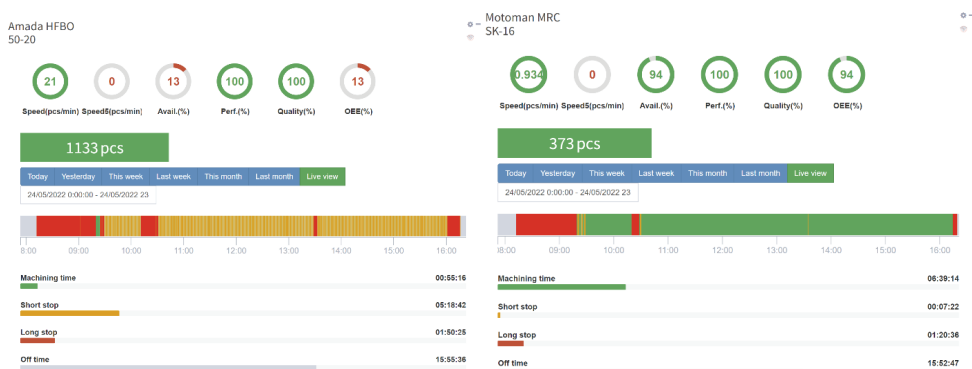 Amada HFBO
50-20
21 0 13 100 100 13
Speed(pcs/min) Speed5(pcs/min) Avail.(%) Perf.(%) Quality(%) OEE(%)
1133 pcs
Today Yesterday This week Last week This month Last month Live view
24/05/2022 0:00:00 - 24/05/2022 23
8:00 09:00 10:00 11:00 12:00 13:00 14:00 15:00 16:00
Machining time 00:55:16
Short stop 05:18:42
Long stop 01:50:25
Off time 15:55:36
Motoman MRC
SK-16
0.934 0 94 100 100 94
Speed(pcs/min) Speed5(pcs/min) Avail.(%) Perf.(%) Quality(%) OEE(%)
373 pcs
Today Yesterday This week Last week This month Last month Live view
24/05/2022 0:00:00 - 24/05/2022 23
8:00 09:00 10:00 11:00 12:00 13:00 14:00 15:00 16:00
Machining time 06:39:14
Short stop 00:07:22
Long stop 01:20:36
Off time 15:52:47